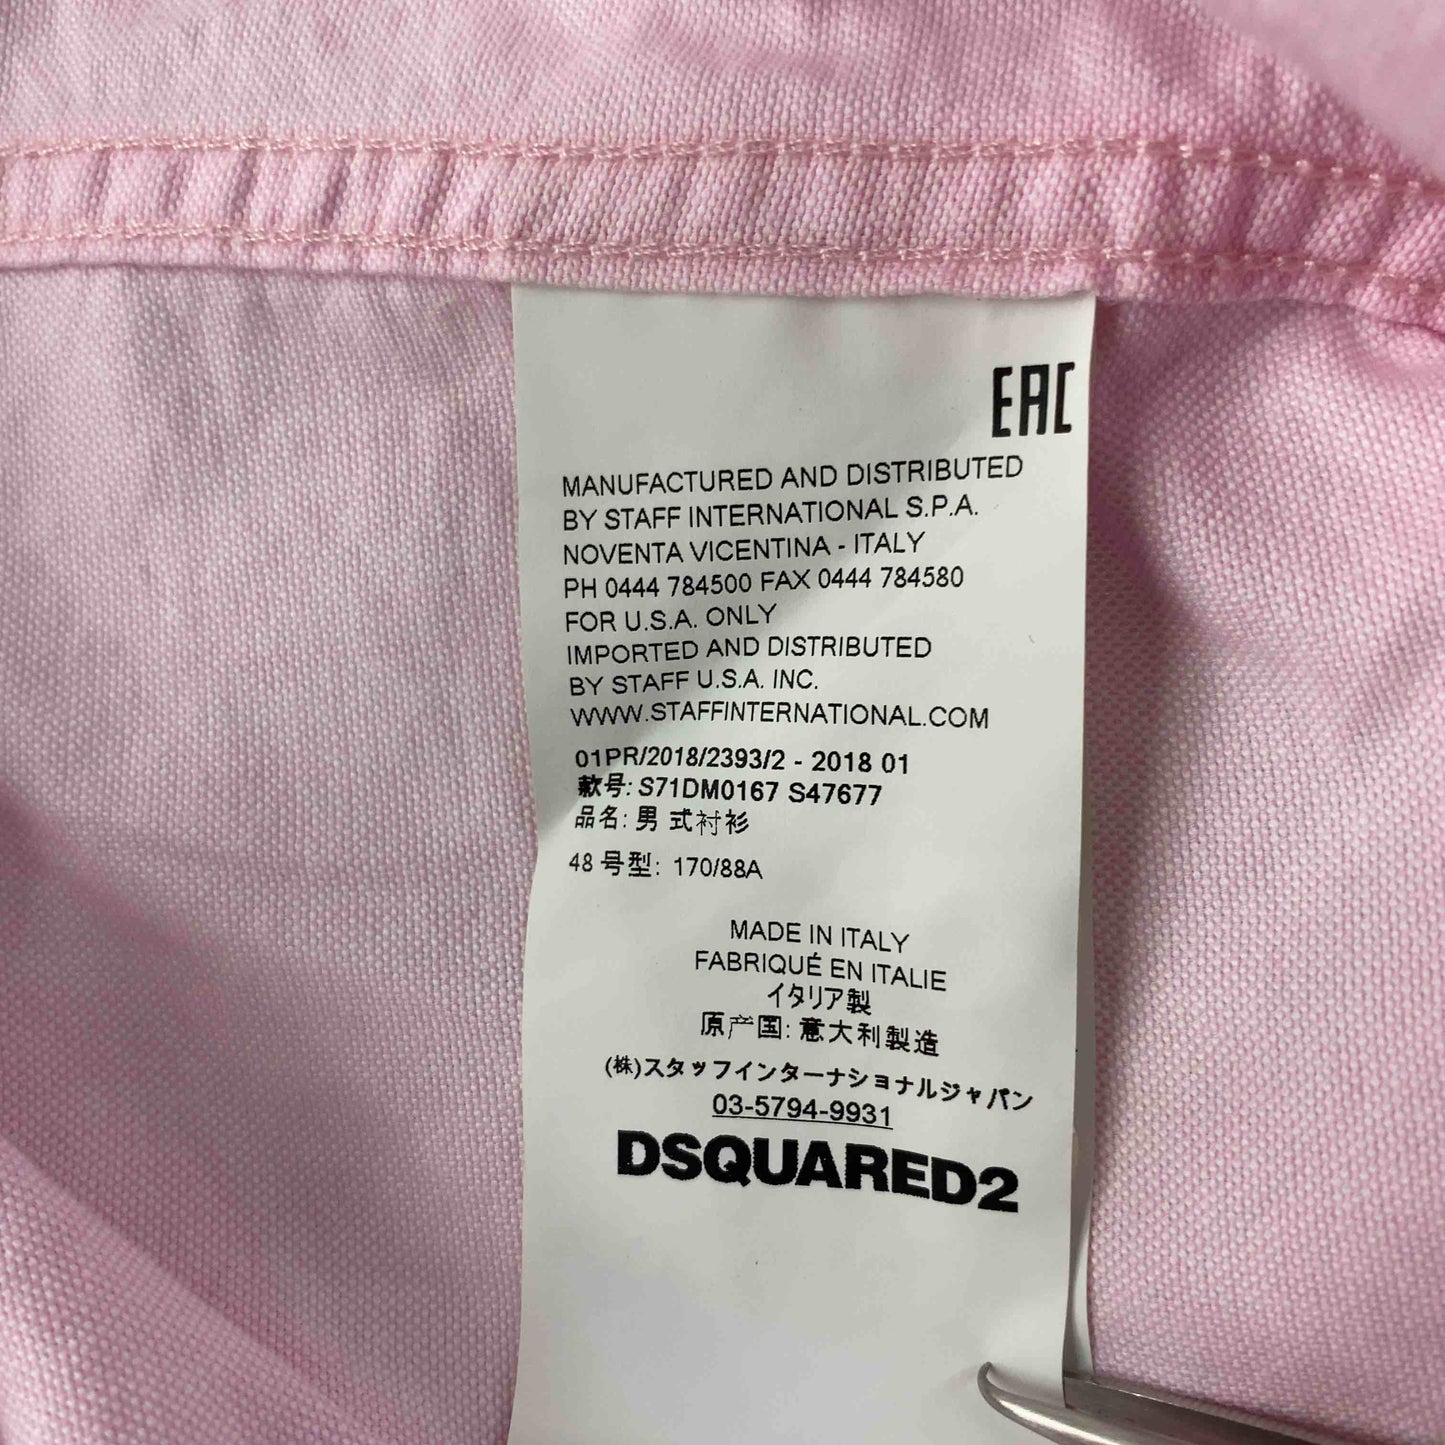 EAC
MANUFACTURED AND DISTRIBUTED
BY STAFF INTERNATIONAL S.P.A.
NOVENTA VICENTINA - ITALY
PH 0444 784500 FAX 0444 784580
FOR U.S.A. ONLY
IMPORTED AND DISTRIBUTED
BY STAFF U.S.A. INC.
WWW.STAFFINTERNATIONAL.COM
01PR/2018/2393/2 - 2018 01
款号: S71DM0167 S47677
品名: 男 式衬衫
48 号型: 170/88A
MADE IN ITALY
FABRIQUÉ EN ITALIE
イタリア製
原产国: 意大利製造
(株)スタッフインターナショナルジャパン
03-5794-9931
DSQUARED2